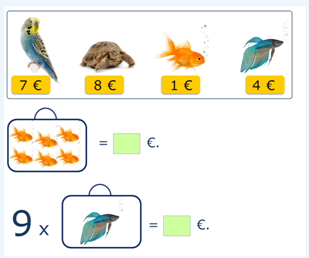 7 € 8 € 1 € 4 €
= €.
9 x = €.